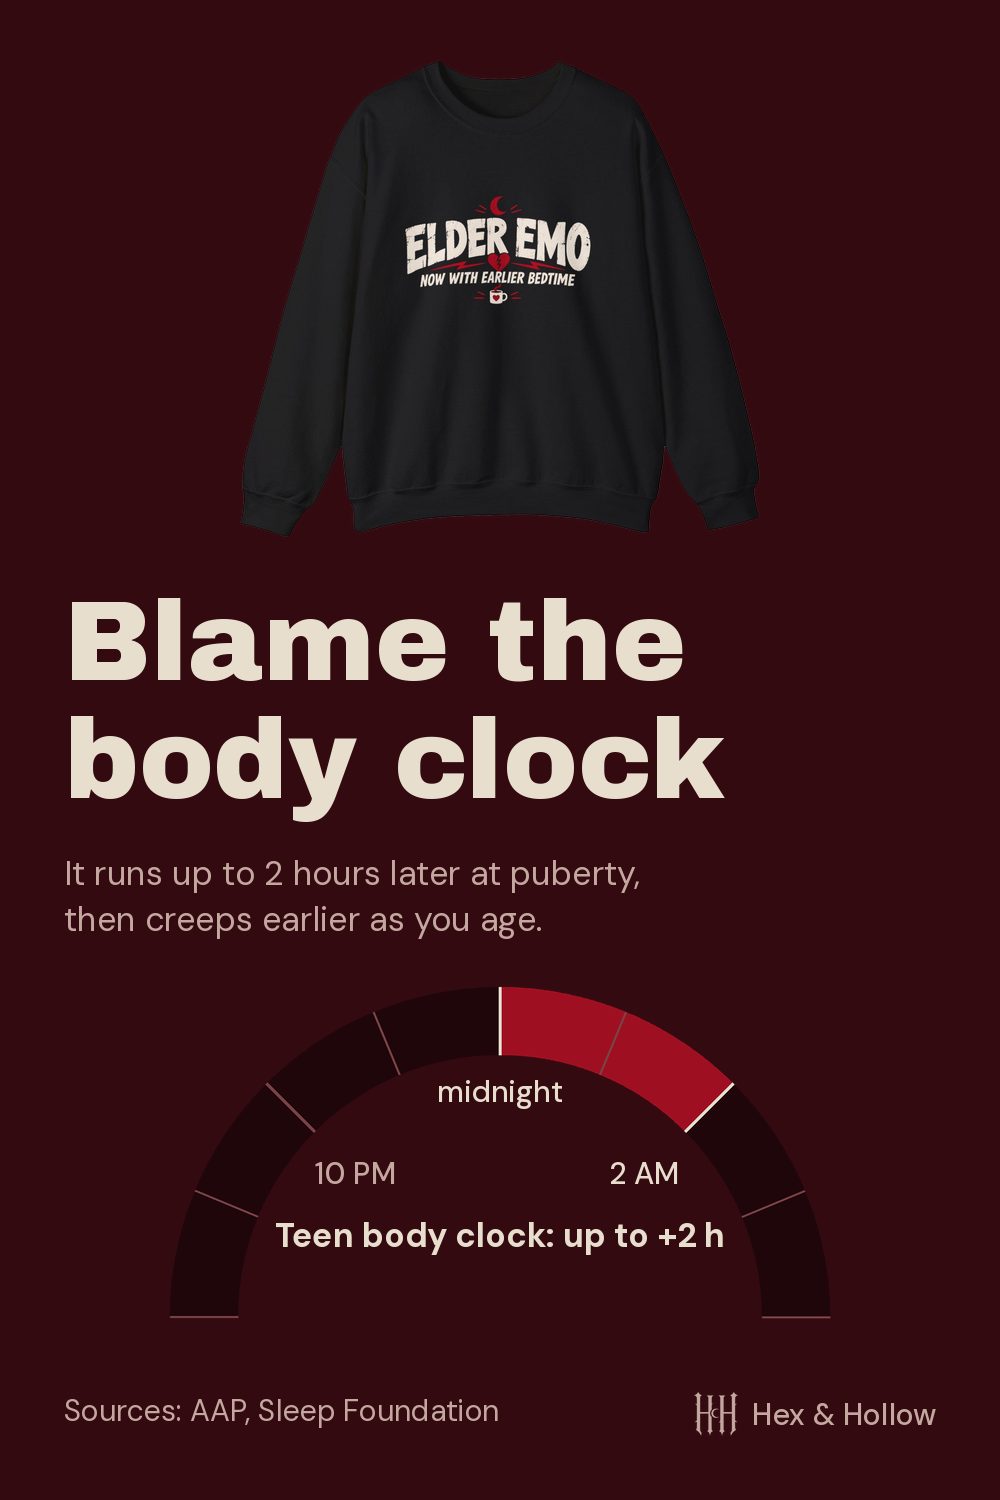 ELDER EMO
NOW WITH EARLIER BEDTIME
Blame the
body clock
It runs up to 2 hours later at puberty,
then creeps earlier as you age.
midnight
10 PM
2 AM
Teen body clock: up to +2 h
Sources: AAP, Sleep Foundation
HCH Hex & Hollow